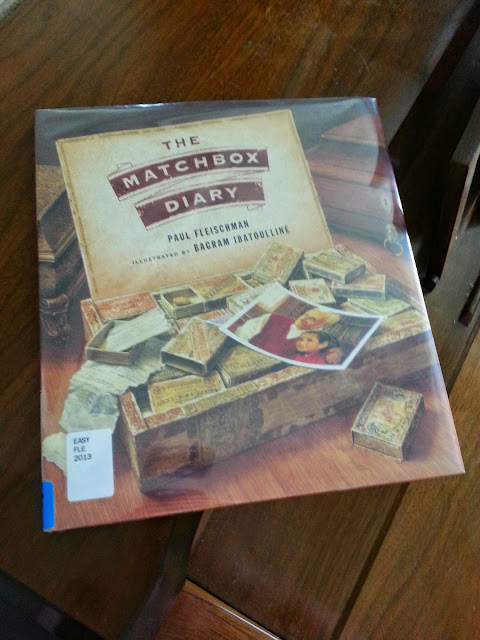 THE
MATCHBOX
DIARY
PAUL FLEISCHMAN
ILLUSTRATED BY BAGRAM IBATOULLINE
EASY
FLE
2013